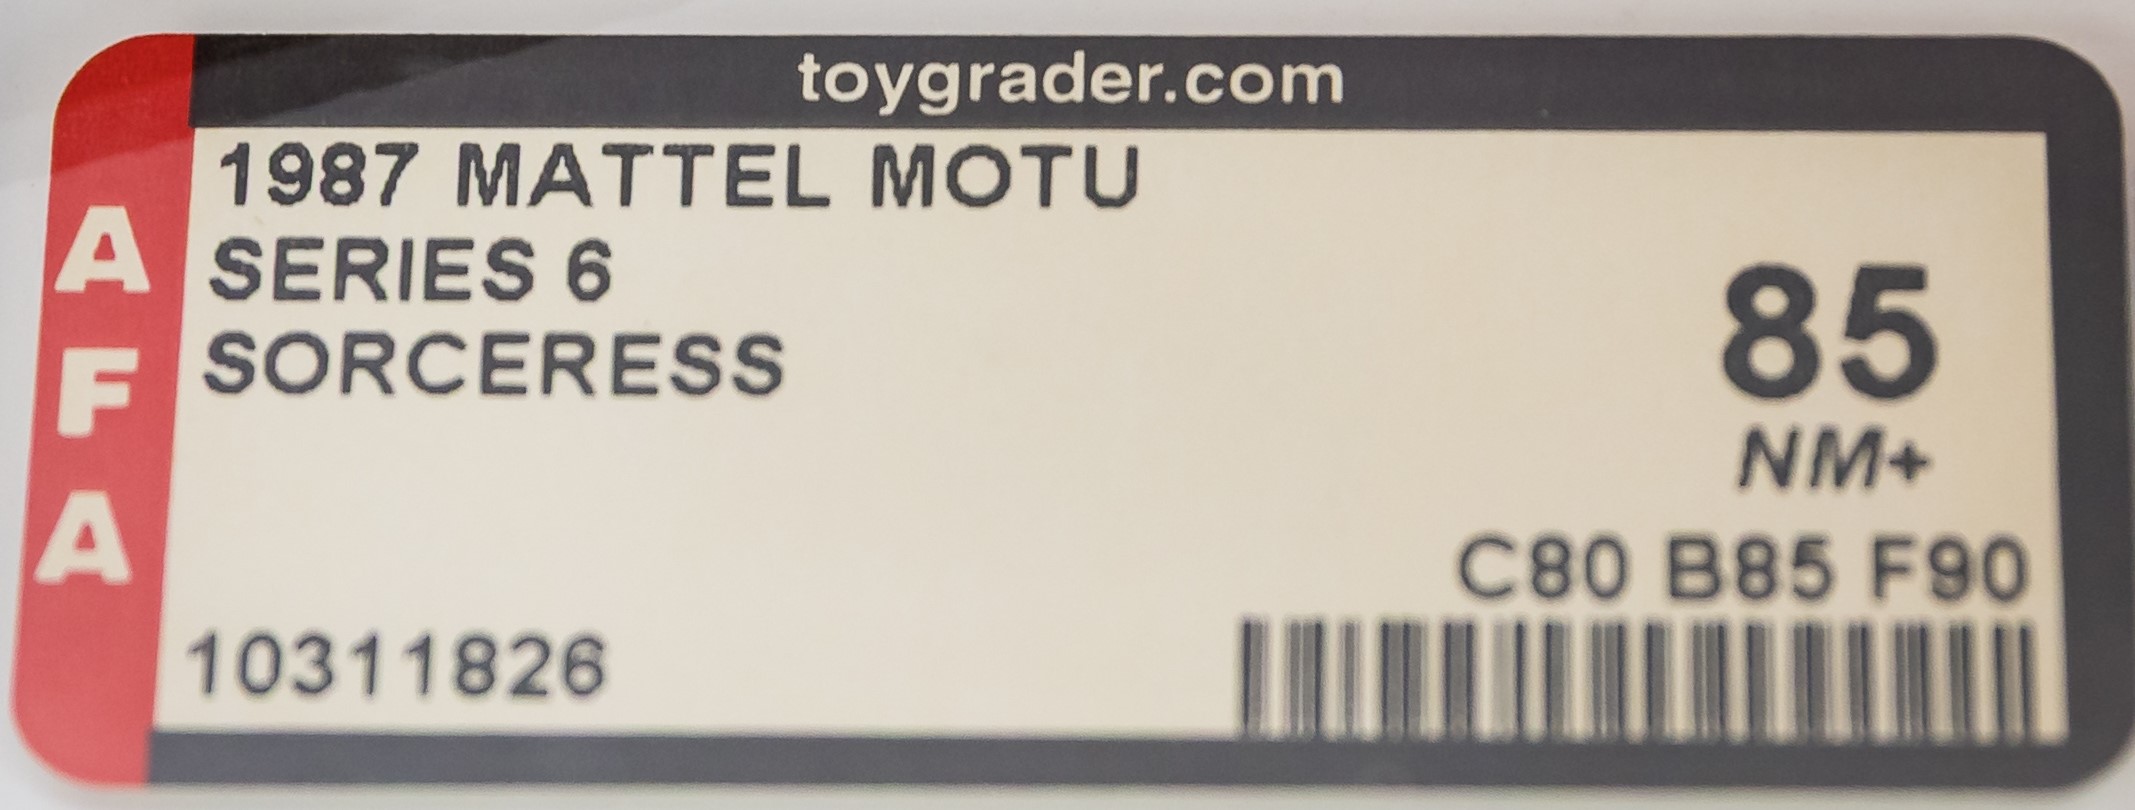 toygrader.com
AFA
1987 MATTEL MOTU
SERIES 6
SORCERESS
85
NM+
C80 B85 F90
10311826